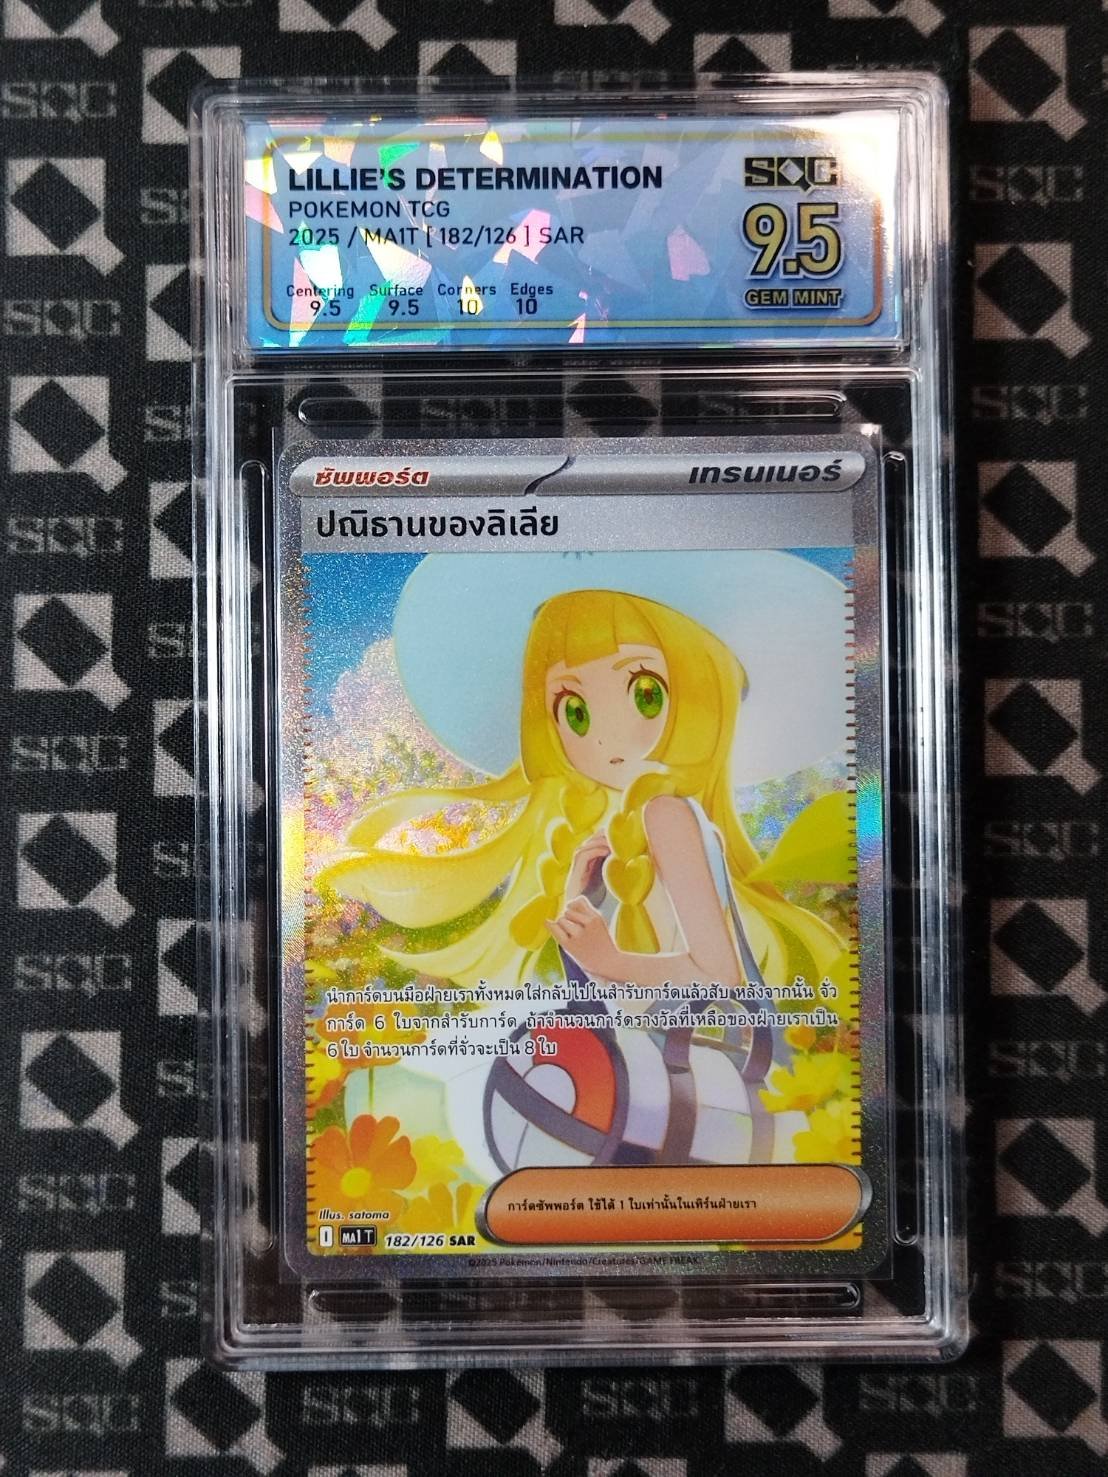 LILLIE'S DETERMINATION
POKEMON TCG
2025 / MA1T [ 182/126 ] SAR
Centering Surface Corners Edges
9.5 9.5 10 10
SQC
9.5
GEM MINT
ซัพพอร์ต
เทรนเนอร์
ปณิธานของลิเลีย
นำการ์ดบนมือฝ่ายเราทั้งหมดใส่กลับไปในสำรับการ์ดแล้วสับ หลังจากนั้น จั่ว
การ์ด 6 ใบจากสำรับการ์ด ถ้าจำนวนการ์ดรางวัลที่เหลือของฝ่ายเราเป็น
6 ใบ จำนวนการ์ดที่จั่วจะเป็น 8 ใบ
การ์ดซัพพอร์ต ใช้ได้ 1 ใบเท่านั้นในเทิร์นฝ่ายเรา
Illus. satoma
I MA1 T 182/126 SAR
©2025 Pokémon/Nintendo/Creatures/GAME FREAK.